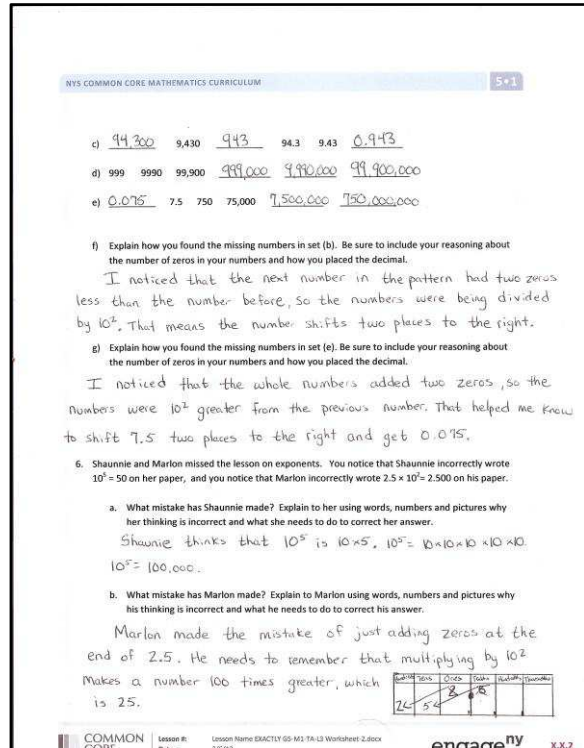 NYS COMMON CORE MATHEMATICS CURRICULUM 5•1
c) 94,300 9,430 943 94.3 9.43 0.943
d) 999 9990 99,900 999,000 9,990,000 99,900,000
e) 0.075 7.5 750 75,000 7,500,000 750,000,000
f) Explain how you found the missing numbers in set (b). Be sure to include your reasoning about
the number of zeros in your numbers and how you placed the decimal.
I noticed that the next number in the pattern had two zeros
less than the number before, so the numbers were being divided
by 10². That means the number shifts two places to the right.
g) Explain how you found the missing numbers in set (e). Be sure to include your reasoning about
the number of zeros in your numbers and how you placed the decimal.
I noticed that the whole numbers added two zeros, so the
numbers were 10² greater from the previous number. That helped me know
to shift 7.5 two places to the right and get 0.075.
6. Shaunnie and Marlon missed the lesson on exponents. You notice that Shaunnie incorrectly wrote
10⁵ = 50 on her paper, and you notice that Marlon incorrectly wrote 2.5 x 10²= 2.500 on his paper.
a. What mistake has Shaunnie made? Explain to her using words, numbers and pictures why
her thinking is incorrect and what she needs to do to correct her answer.
Shaunie thinks that 10⁵ is 10×5. 10⁵ = 10×10×10×10×10.
10⁵ = 100,000.
b. What mistake has Marlon made? Explain to Marlon using words, numbers and pictures why
his thinking is incorrect and what he needs to do to correct his answer.
Marlon made the mistake of just adding zeros at the
end of 2.5. He needs to remember that multiplying by 10²
makes a number 100 times greater, which
is 25.
Tens Ones Tenths
2 5
COMMON
CORE
Lesson #: Lesson Name EXACTLY G5-M1-TA-L3 Worksheet-2.docx
engage ny
X.X.2